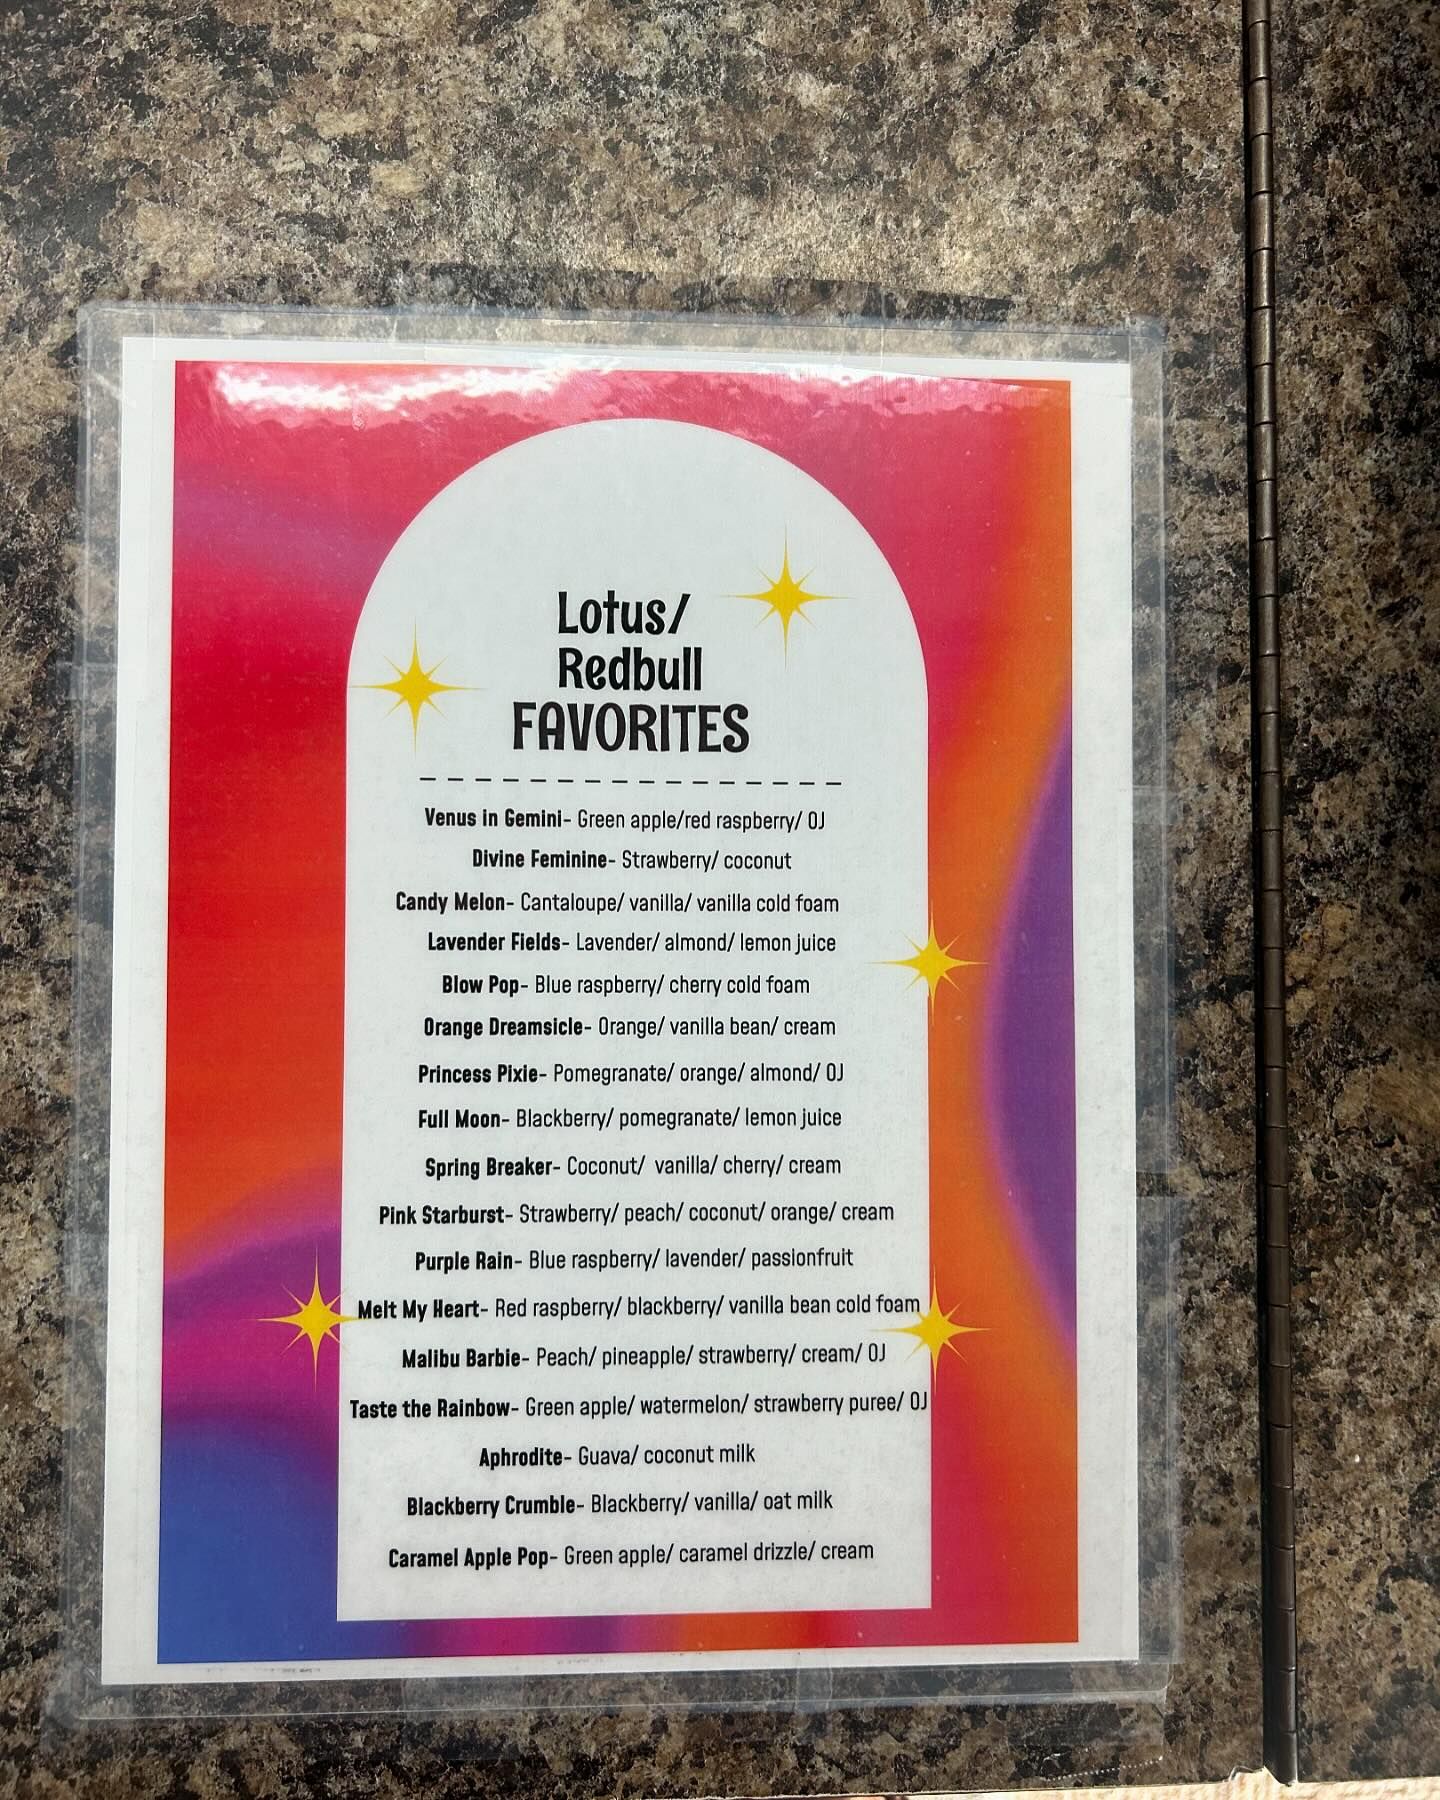 Lotus/
Redbull
FAVORITES
Venus in Gemini- Green apple/red raspberry/ OJ
Divine Feminine- Strawberry/ coconut
Candy Melon- Cantaloupe/ vanilla/ vanilla cold foam
Lavender Fields- Lavender/ almond/ lemon juice
Blow Pop- Blue raspberry/ cherry cold foam
Orange Dreamsicle- Orange/ vanilla bean/ cream
Princess Pixie- Pomegranate/ orange/ almond/ OJ
Full Moon- Blackberry/ pomegranate/ lemon juice
Spring Breaker- Coconut/ vanilla/ cherry/ cream
Pink Starburst- Strawberry/ peach/ coconut/ orange/ cream
Purple Rain- Blue raspberry/ lavender/ passionfruit
Melt My Heart- Red raspberry/ blackberry/ vanilla bean cold foam
Malibu Barbie- Peach/ pineapple/ strawberry/ cream/ OJ
Taste the Rainbow- Green apple/ watermelon/ strawberry puree/ OJ
Aphrodite- Guava/ coconut milk
Blackberry Crumble- Blackberry/ vanilla/ oat milk
Caramel Apple Pop- Green apple/ caramel drizzle/ cream